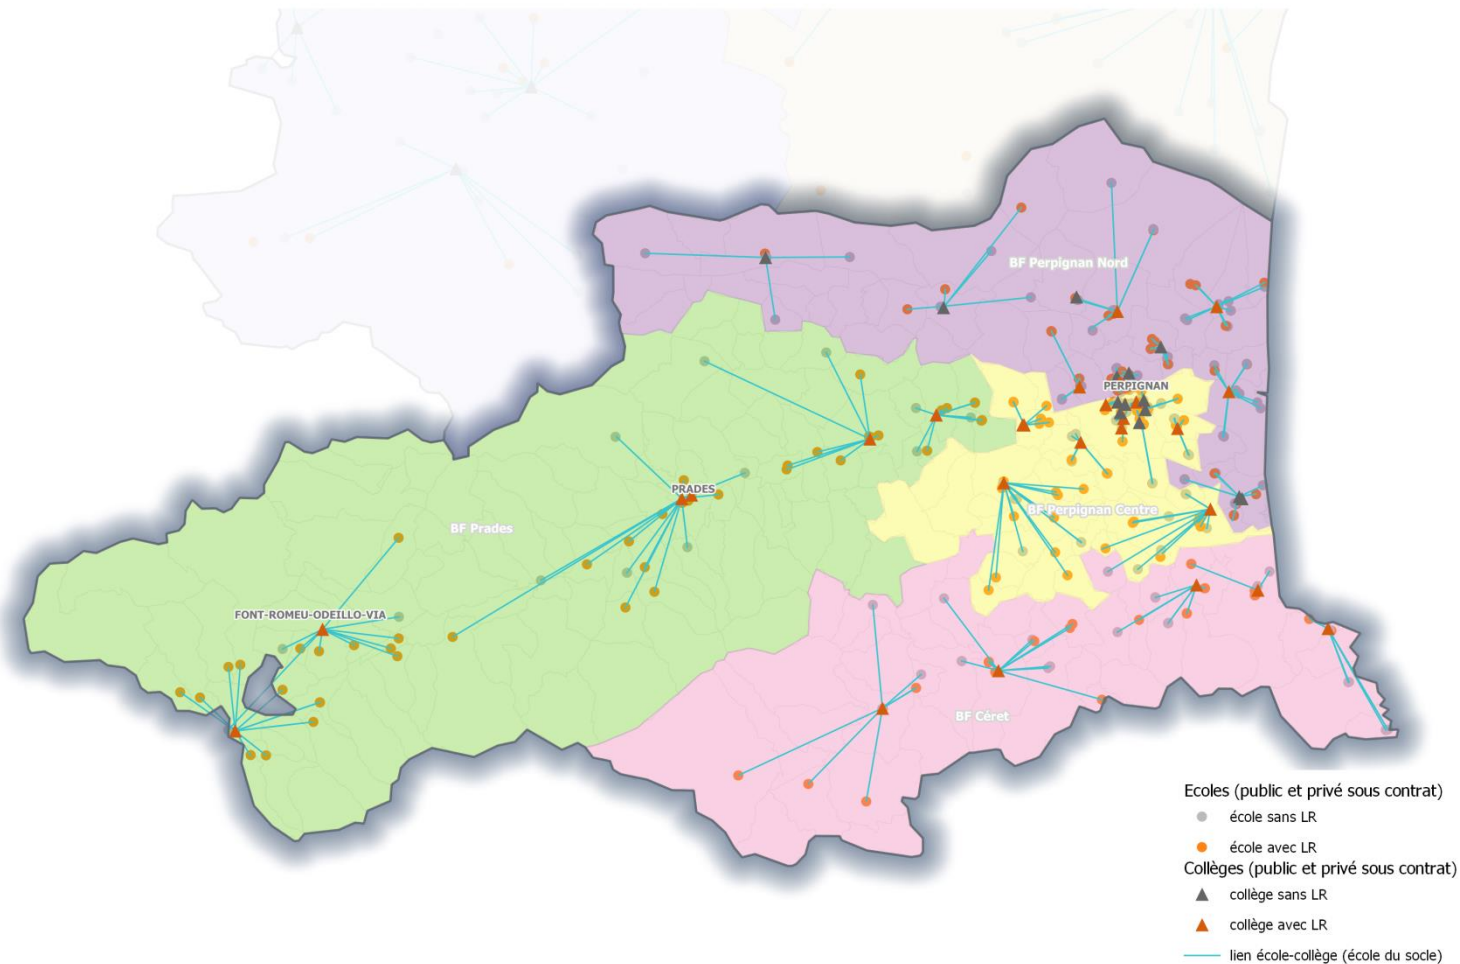 BF Perpignan Nord
PERPIGNAN
PRADES
BF Perpignan Centre
BF Prades
FONT-ROMEU-ODEILLO-VIA
BF Céret
Ecoles (public et privé sous contrat)
école sans LR
école avec LR
Collèges (public et privé sous contrat)
collège sans LR
collège avec LR
lien école-collège (école du socle)